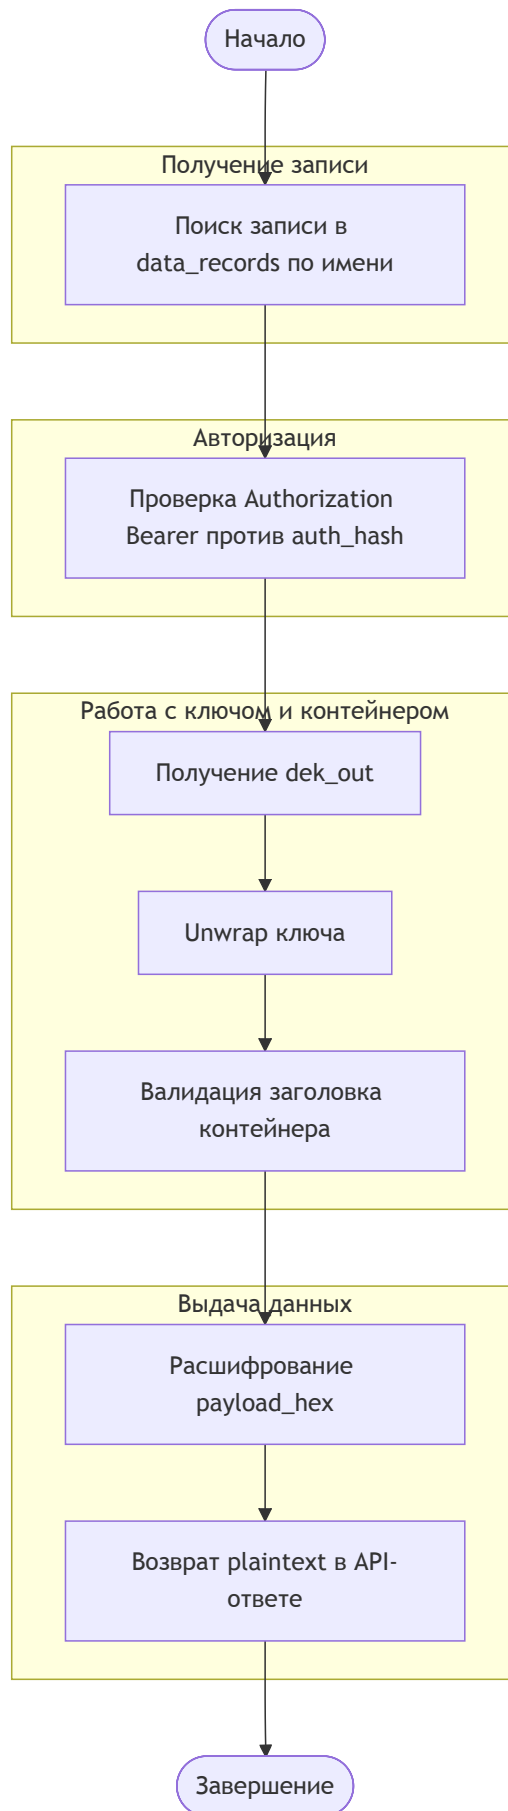 Начало
Получение записи
Поиск записи в
data_records по имени
Авторизация
Проверка Authorization
Bearer против auth_hash
Работа с ключом и контейнером
Получение dek_out
Unwrap ключа
Валидация заголовка
контейнера
Выдача данных
Расшифрование
payload_hex
Возврат plaintext в API-
ответе
Завершение